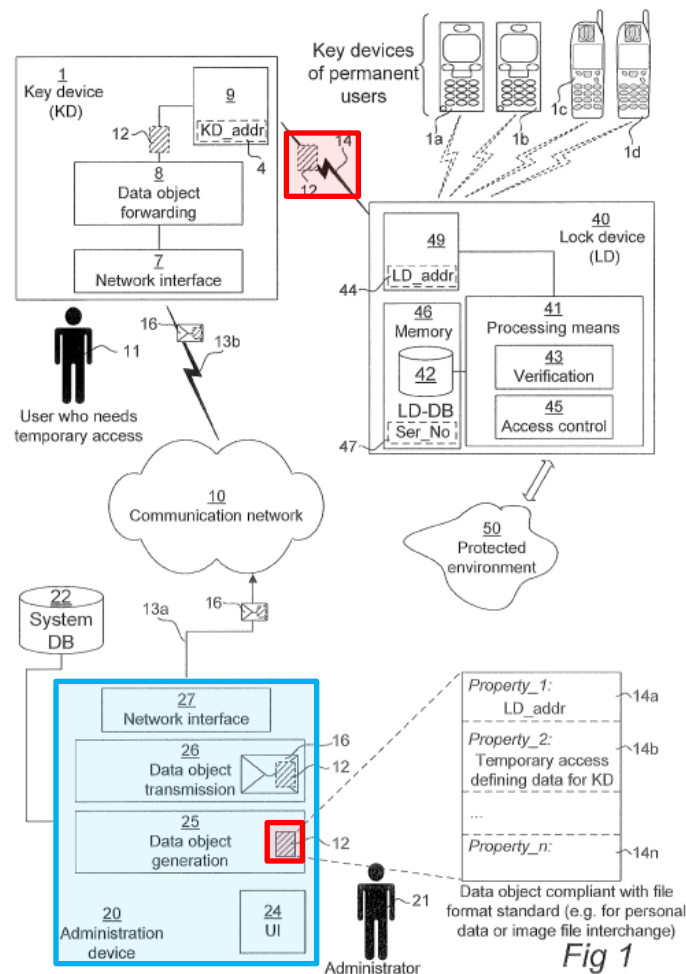 Key devices
of permanent
users
1a
1b
1c
1d
1
Key device
(KD)
9
KD_addr
4
12
8
Data object
forwarding
7
Network interface
12
14
40
Lock device
(LD)
49
LD_addr
44
46
Memory
42
LD-DB
Ser_No
47
41
Processing means
43
Verification
45
Access control
16
13b
11
User who needs
temporary access
10
Communication network
50
Protected
environment
22
System
DB
13a
16
27
Network interface
26
Data object
transmission
16
12
25
Data object
generation
12
20
Administration
device
24
UI
21
Administrator
Property_1:
LD_addr
14a
Property_2:
Temporary access
defining data for KD
14b
...
Property_n:
14n
Data object compliant with file
format standard (e.g. for personal
data or image file interchange)
Fig 1